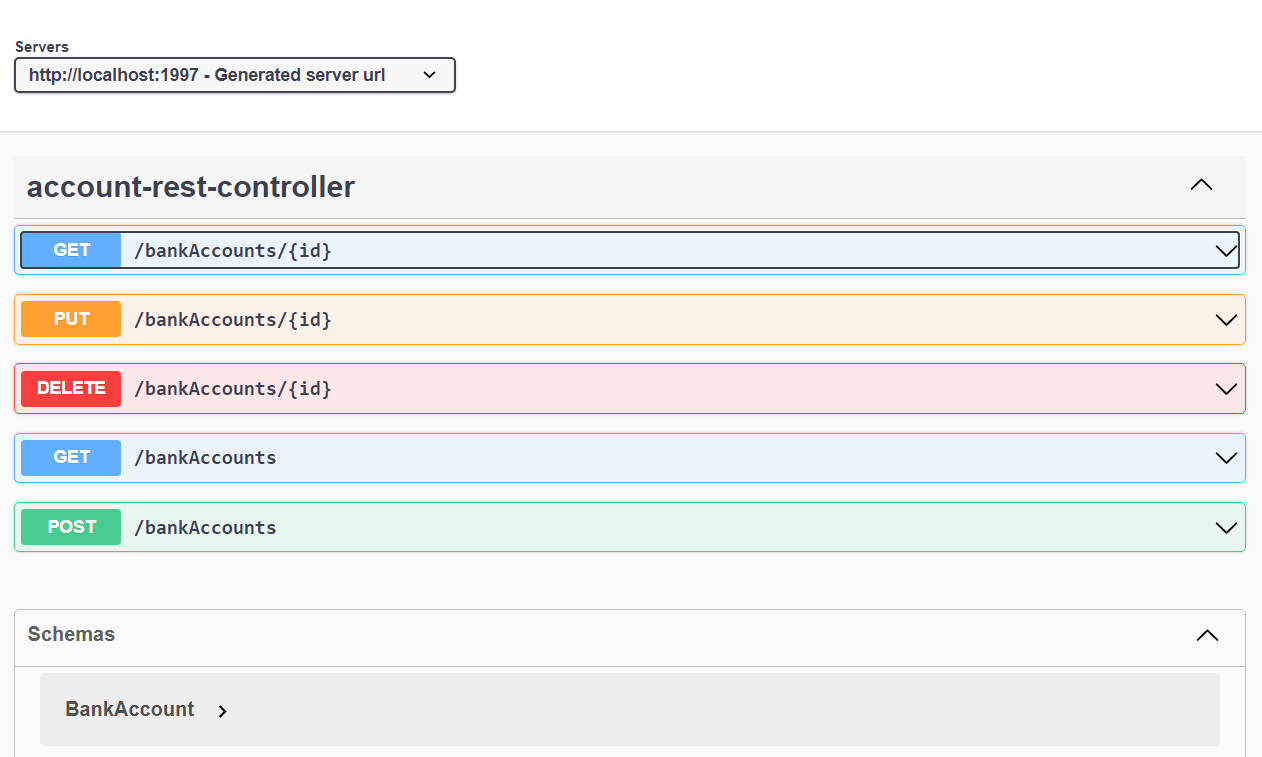 Servers
http://localhost:1997 - Generated server url
account-rest-controller
GET /bankAccounts/{id}
PUT /bankAccounts/{id}
DELETE /bankAccounts/{id}
GET /bankAccounts
POST /bankAccounts
Schemas
BankAccount